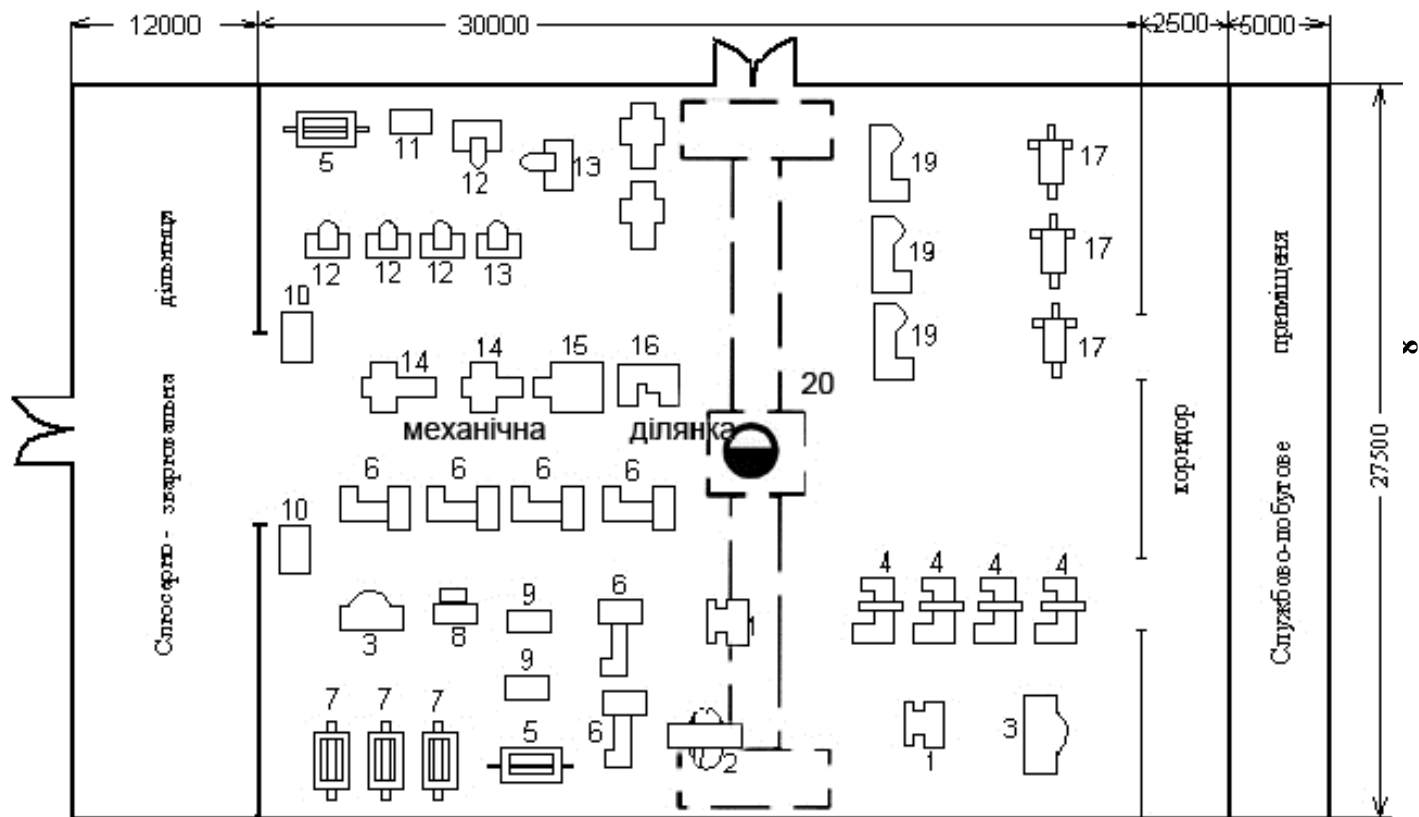 12000 30000 2500 5000
5 11 12 13 19 17
12 12 12 13 19 17
10 14 14 15 16 19 17
20
механічна ділянка
6 6 6 6
10
3 8 9 6 1 4 4 4 4
9
7 7 7 5 6 2 1 3
Слюсарно - зварювальна дільниця
коридор
Службово-побутове приміщеня
27500
8